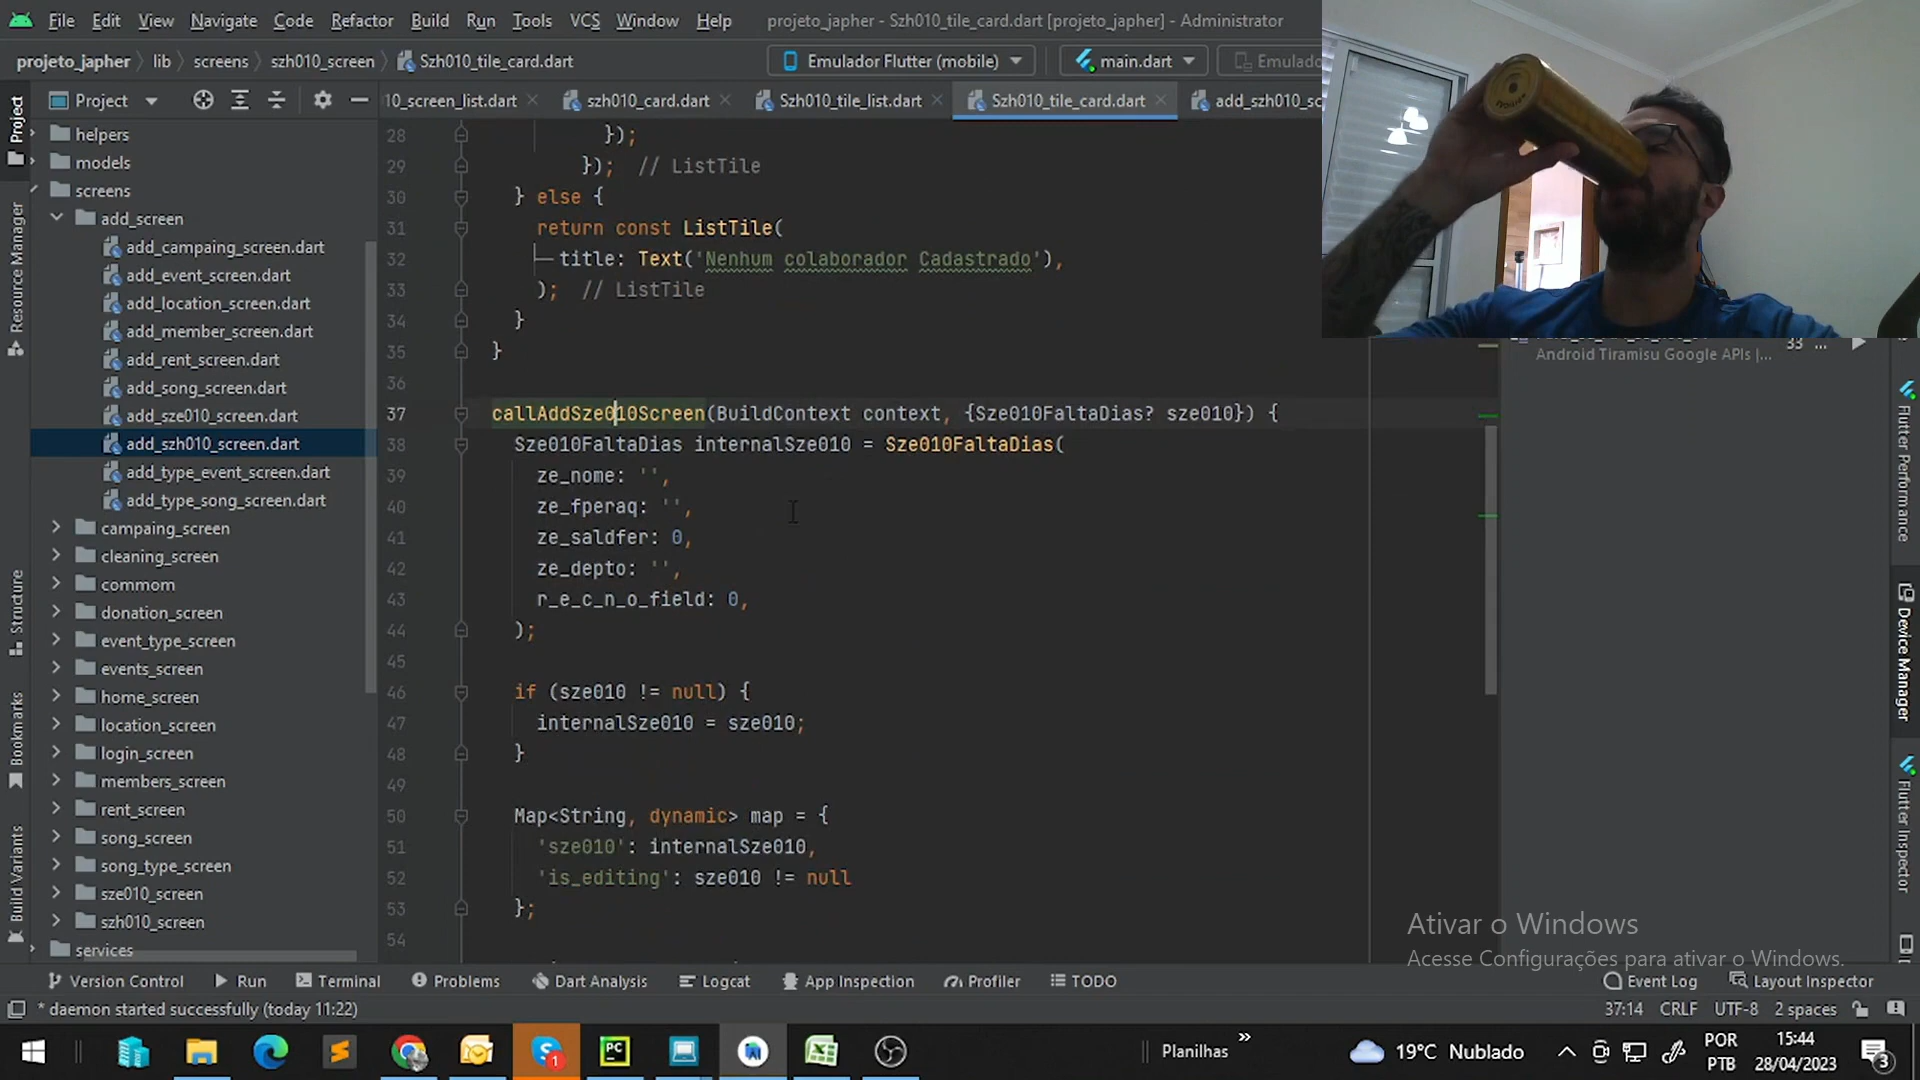 File Edit View Navigate Code Refactor Build Run Tools VCS Window Help projeto_japher - Szh010_tile_card.dart [projeto_japher] - Administrator
projeto_japher lib screens szh010_screen Szh010_tile_card.dart Emulador Flutter (mobile) main.dart
Project 10_screen_list.dart szh010_card.dart Szh010_tile_list.dart Szh010_tile_card.dart add_szh010_sc
helpers
models
screens
add_screen
add_campaing_screen.dart
add_event_screen.dart
add_location_screen.dart
add_member_screen.dart
add_rent_screen.dart
add_song_screen.dart
add_sze010_screen.dart
add_szh010_screen.dart
add_type_event_screen.dart
add_type_song_screen.dart
campaing_screen
cleaning_screen
commom
donation_screen
event_type_screen
events_screen
home_screen
location_screen
login_screen
members_screen
rent_screen
song_screen
song_type_screen
sze010_screen
szh010_screen
services
Project
Resource Manager
Structure
Bookmarks
Build Variants
28 });
29 }); // ListTile
30 } else {
31 return const ListTile(
32 title: Text('Nenhum colaborador Cadastrado'),
33 ); // ListTile
34 }
35 }
36
37 callAddSze010Screen(BuildContext context, {Sze010FaltaDias? sze010}) {
38 Sze010FaltaDias internalSze010 = Sze010FaltaDias(
39 ze_nome: '',
40 ze_fperaq: '',
41 ze_saldfer: 0,
42 ze_depto: '',
43 r_e_c_n_o_field: 0,
44 );
45
46 if (sze010 != null) {
47 internalSze010 = sze010;
48 }
49
50 Map<String, dynamic> map = {
51 'sze010': internalSze010,
52 'is_editing': sze010 != null
53 };
54
Android Tiramisu Google APIs |...
33 ...
Flutter Performance
Device Manager
Flutter Inspector
Ativar o Windows
Acesse Configurações para ativar o Windows.
Version Control Run Terminal Problems Dart Analysis Logcat App Inspection Profiler TODO Event Log Layout Inspector
* daemon started successfully (today 11:22) 37:14 CRLF UTF-8 2 spaces
Planilhas 19°C Nublado POR PTB 15:44 28/04/2023 3